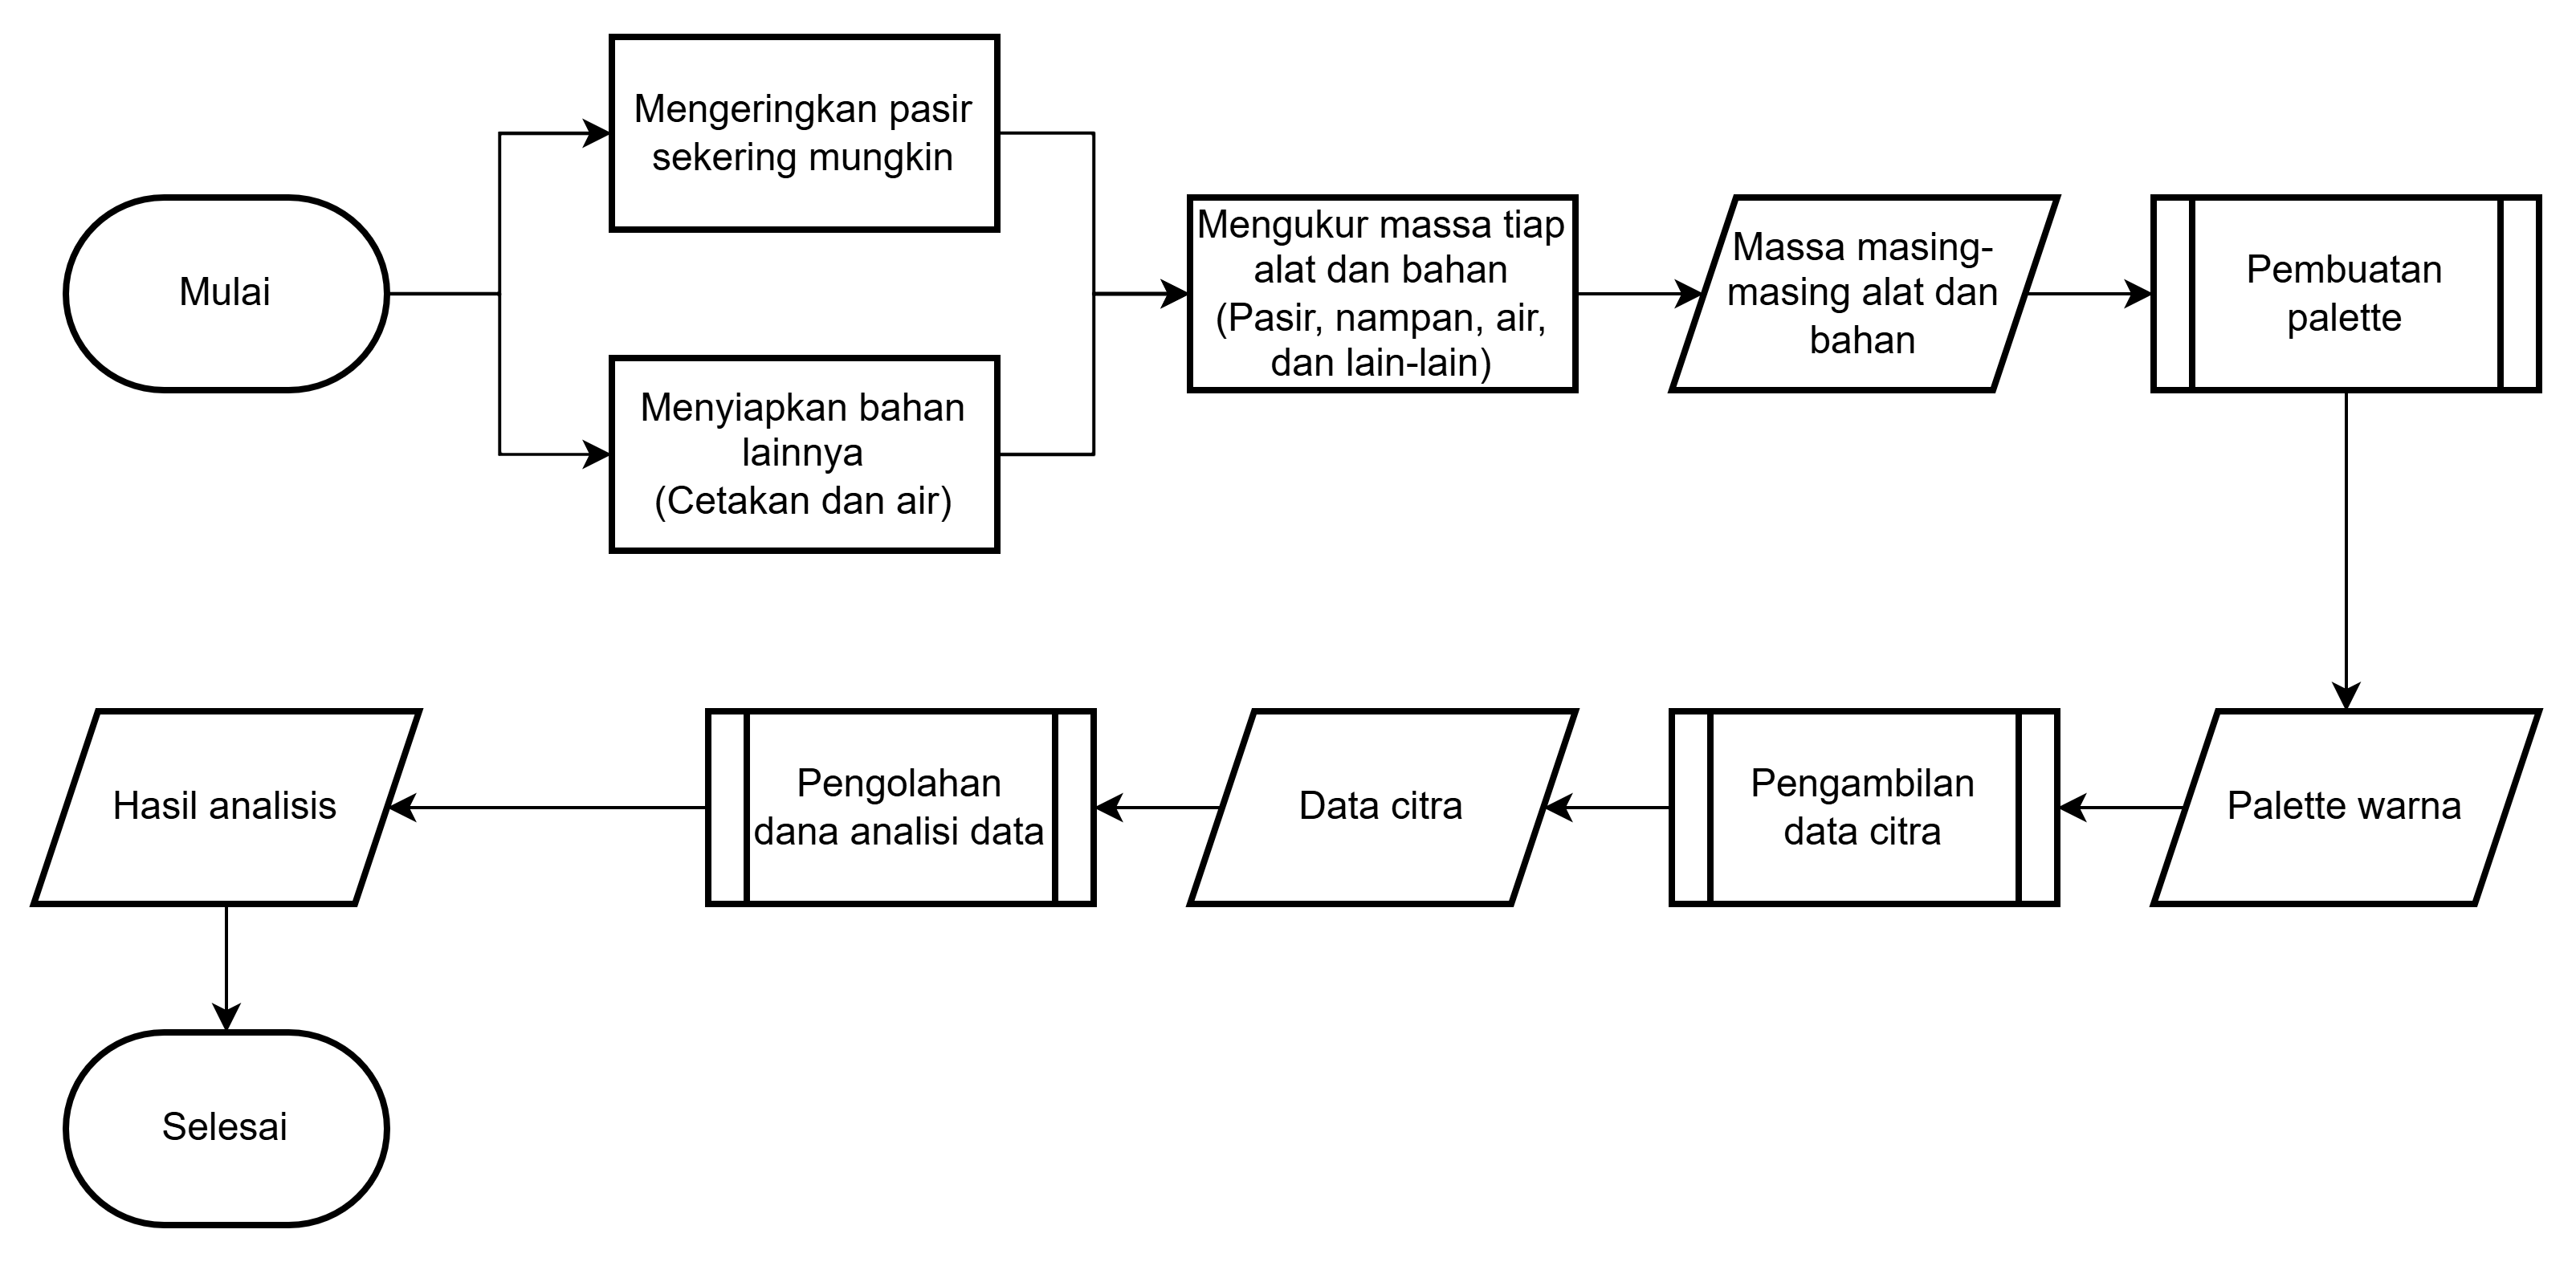 Mulai
Mengeringkan pasir
sekering mungkin
Menyiapkan bahan
lainnya
(Cetakan dan air)
Mengukur massa tiap
alat dan bahan
(Pasir, nampan, air,
dan lain-lain)
Massa masing-
masing alat dan
bahan
Pembuatan
palette
Palette warna
Pengambilan
data citra
Data citra
Pengolahan
dana analisi data
Hasil analisis
Selesai